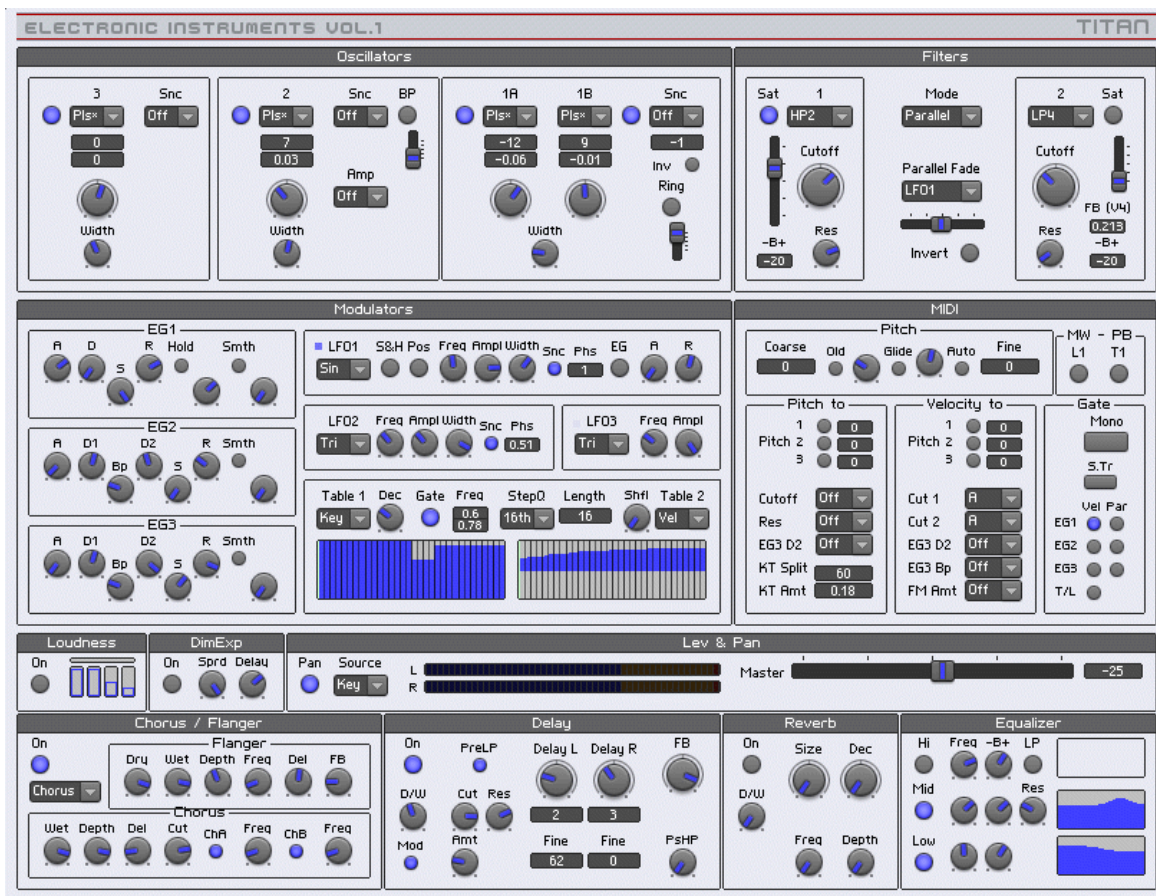 ELECTRONIC INSTRUMENTS VOL.1 TITAN
Oscillators
3 Snc
Pls* Off
0
0
Width
2 Snc BP
Pls* Off
7
0.03
Amp
Off
Width
1A 1B Snc
Pls* Pls* Off
-12 9 -1
-0.06 -0.01
Inv
Ring
Width
Filters
Sat 1 Mode 2 Sat
HP2 Parallel LP4
Cutoff Cutoff
Parallel Fade
LFO1
FB (V4)
0.213
Res Res
-B+ -B+
-20 Invert -20
Modulators
EG1
A D S R Hold Smth
EG2
A D1 Bp D2 S R Smth
EG3
A D1 Bp D2 S R Smth
LFO1 S&H Pos Freq Ampl Width Snc Phs EG A R
Sin 1
LFO2 Freq Ampl Width Snc Phs
Tri 0.51
LFO3 Freq Ampl
Tri
Table 1 Dec Gate Freq StepQ Length Shfl Table 2
Key 0.6 16th 16 Vel
0.78
MIDI
Pitch
Coarse Old Glide Auto Fine
0 0
MW - PB
L1 T1
Pitch to
1 0
Pitch 2 0
3 0
Cutoff Off
Res Off
EG3 D2 Off
KT Split 60
KT Amt 0.18
Velocity to
1 0
Pitch 2 0
3 0
Cut 1 A
Cut 2 A
EG3 D2 Off
EG3 Bp Off
FM Amt Off
Gate
Mono
S.Tr
Vel Par
EG1
EG2
EG3
T/L
Loudness
On
DimExp
On Sprd Delay
Lev & Pan
Pan Source L Master -25
Key R
Chorus / Flanger
On
Chorus
Flanger
Dry Wet Depth Freq Del FB
Chorus
Wet Depth Del Cut ChA Freq ChB Freq
Delay
On PreLP Delay L Delay R FB
D/W Cut Res
2 3
Mod Amt Fine Fine PsHP
62 0
Reverb
On Size Dec
D/W
Freq Depth
Equalizer
Hi Freq -B+ LP
Mid Res
Low